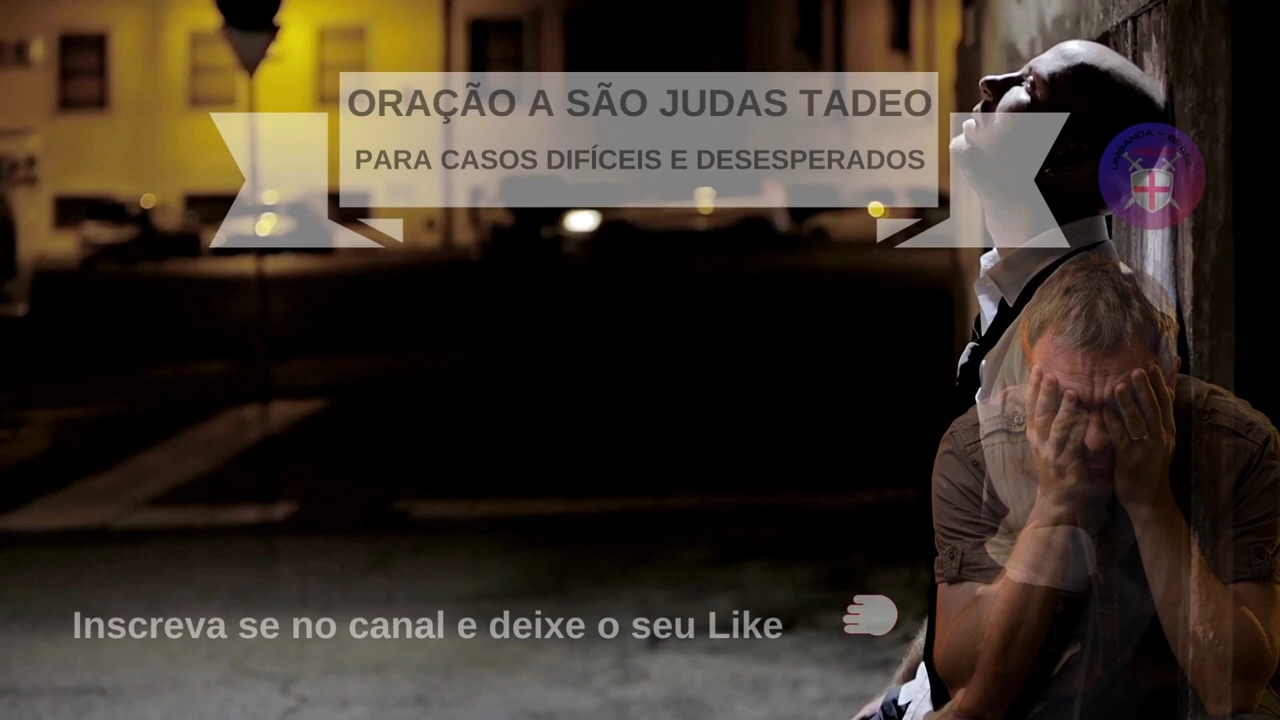 ORAÇÃO A SÃO JUDAS TADEO
PARA CASOS DIFÍCEIS E DESESPERADOS
Inscreva se no canal e deixe o seu Like